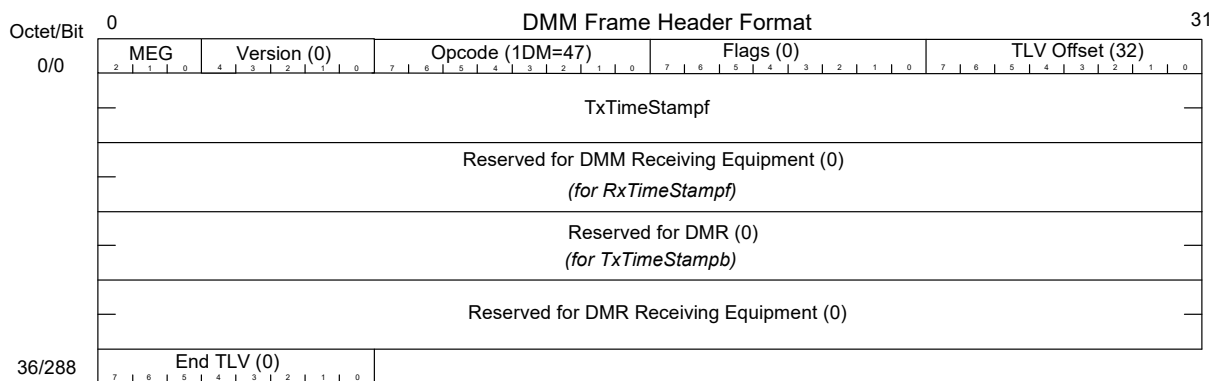 DMM Frame Header Format
Octet/Bit 0 31
MEG Version (0) Opcode (1DM=47) Flags (0) TLV Offset (32)
0/0
2 1 0 4 3 2 1 0 7 6 5 4 3 2 1 0 7 6 5 4 3 2 1 0 7 6 5 4 3 2 1 0
TxTimeStampf
Reserved for DMM Receiving Equipment (0)
(for RxTimeStampf)
Reserved for DMR (0)
(for TxTimeStampb)
Reserved for DMR Receiving Equipment (0)
36/288 End TLV (0)
7 6 5 4 3 2 1 0